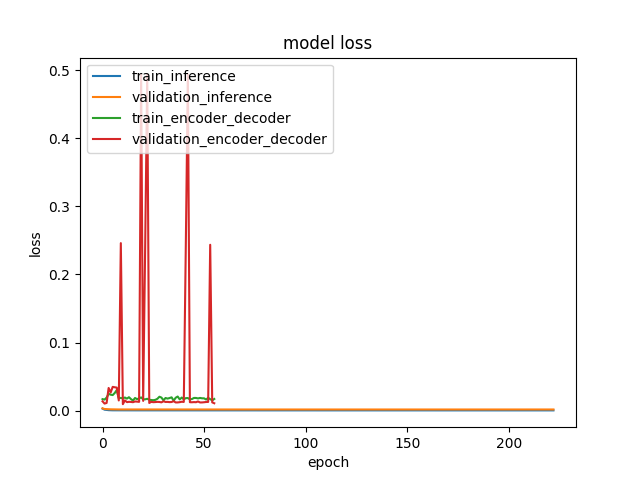 model loss
train_inference
validation_inference
train_encoder_decoder
validation_encoder_decoder
loss
0.5
0.4
0.3
0.2
0.1
0.0
0 50 100 150 200
epoch